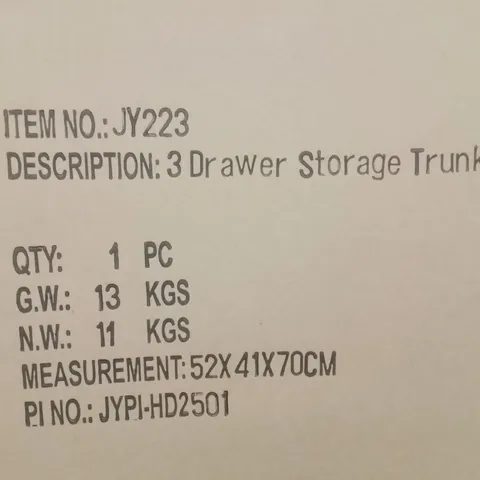 ITEM NO.: JY223
DESCRIPTION: 3 Drawer Storage Trunk
QTY: 1 PC
G.W.: 13 KGS
N.W.: 11 KGS
MEASUREMENT: 52X41X70CM
PI NO.: JYPI-HD2501